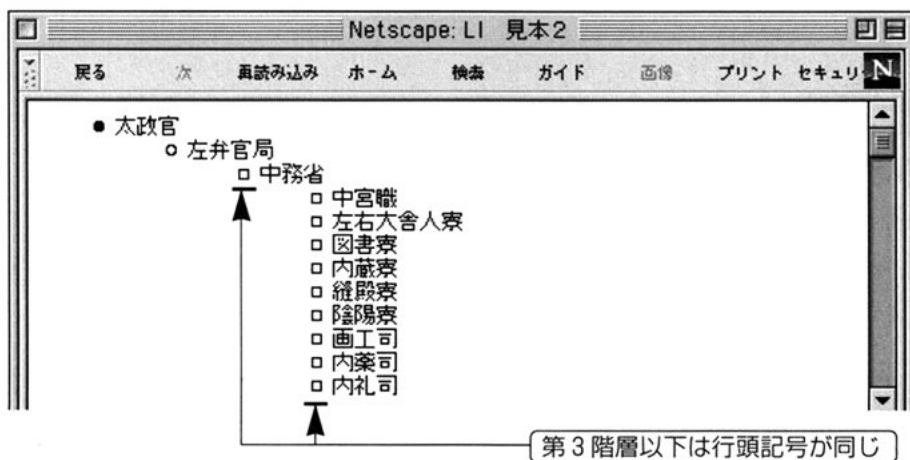 Netscape: LI 見本2
戻る 次 再読み込み ホーム 検索 ガイド 画像 プリント セキュリ N
● 太政官
○ 左弁官局
□ 中務省
□ 中宮職
□ 左右大舎人寮
□ 図書寮
□ 内蔵寮
□ 縫殿寮
□ 陰陽寮
□ 画工司
□ 内薬司
□ 内礼司
第3階層以下は行頭記号が同じ